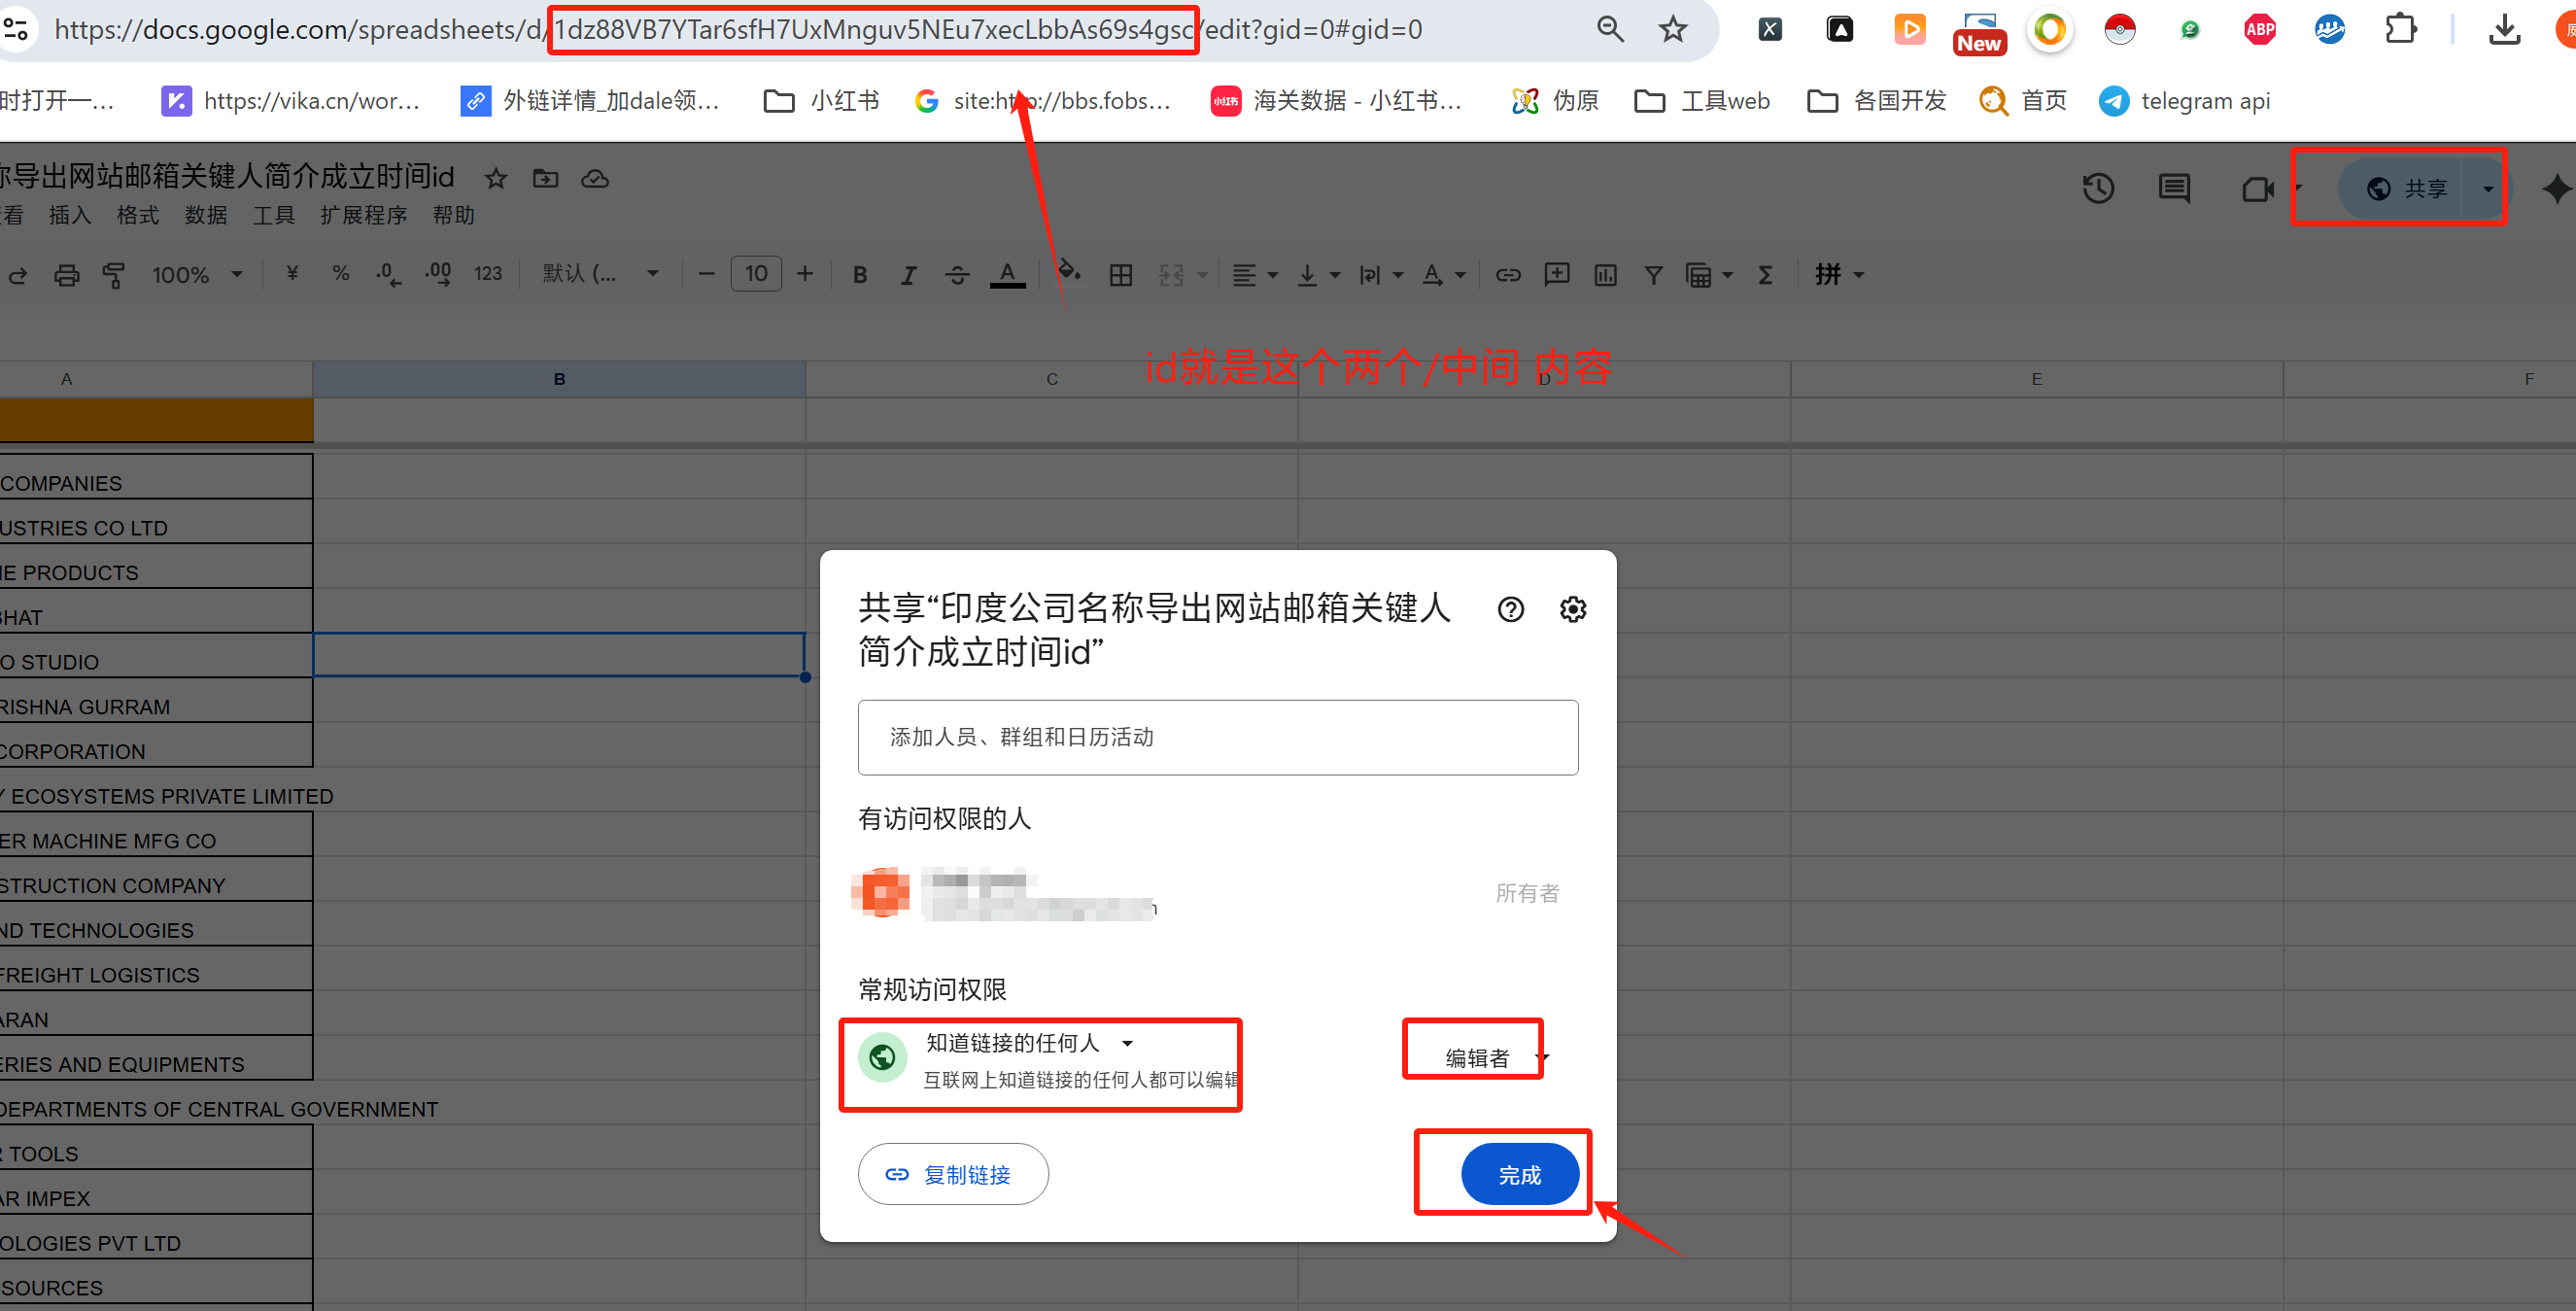 https://docs.google.com/spreadsheets/d/1dz88VB7YTar6sfH7UxMnguv5NEu7xecLbbAs69s4gsc/edit?gid=0#gid=0
New
ABP
时打开一... https://vika.cn/wor... 外链详情_加dale领... 小红书 site:http://bbs.fobs... 小红书 海关数据 - 小红书... 伪原 工具web 各国开发 首页 telegram api
称导出网站邮箱关键人简介成立时间id
查看 插入 格式 数据 工具 扩展程序 帮助
共享
100% ¥ % .0 .00 123 默认 (... 10 B I A Σ 拼
id就是这个两个/中间 内容
A B C D E F
COMPANIES
USTRIES CO LTD
IE PRODUCTS
BHAT
O STUDIO
RISHNA GURRAM
CORPORATION
Y ECOSYSTEMS PRIVATE LIMITED
ER MACHINE MFG CO
STRUCTION COMPANY
ND TECHNOLOGIES
FREIGHT LOGISTICS
ARAN
ERIES AND EQUIPMENTS
DEPARTMENTS OF CENTRAL GOVERNMENT
R TOOLS
AR IMPEX
OLOGIES PVT LTD
SOURCES
共享“印度公司名称导出网站邮箱关键人
简介成立时间id”
添加人员、群组和日历活动
有访问权限的人
所有者
常规访问权限
知道链接的任何人
互联网上知道链接的任何人都可以编辑
编辑者
复制链接
完成